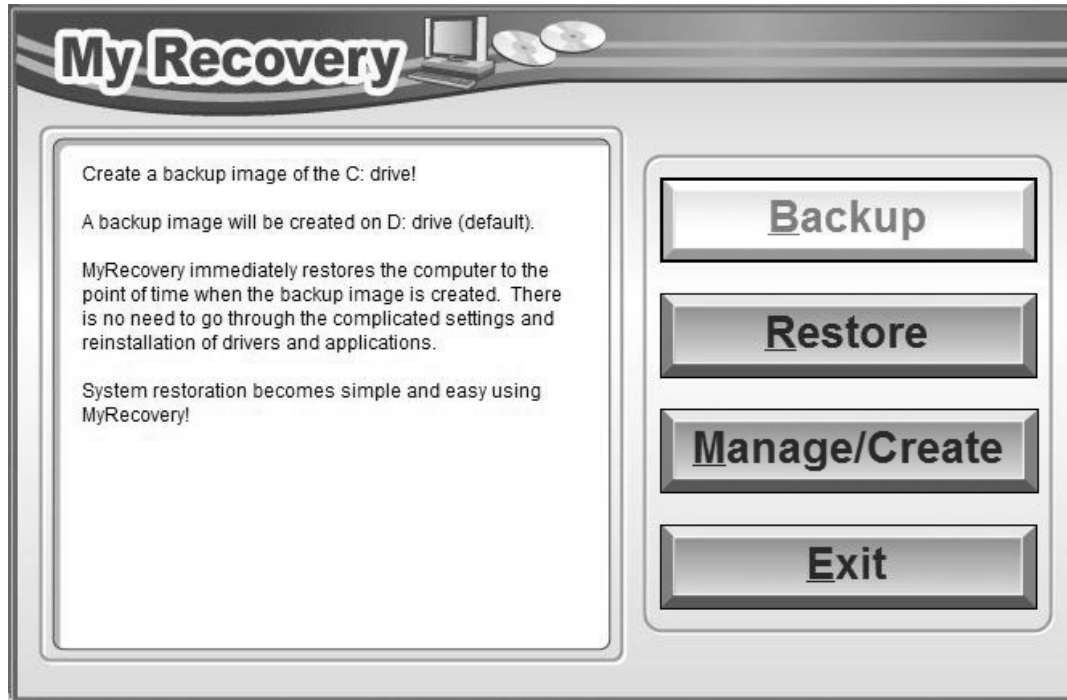 My Recovery
Create a backup image of the C: drive!
A backup image will be created on D: drive (default).
MyRecovery immediately restores the computer to the
point of time when the backup image is created.  There
is no need to go through the complicated settings and
reinstallation of drivers and applications.
System restoration becomes simple and easy using
MyRecovery!
Backup
Restore
Manage/Create
Exit